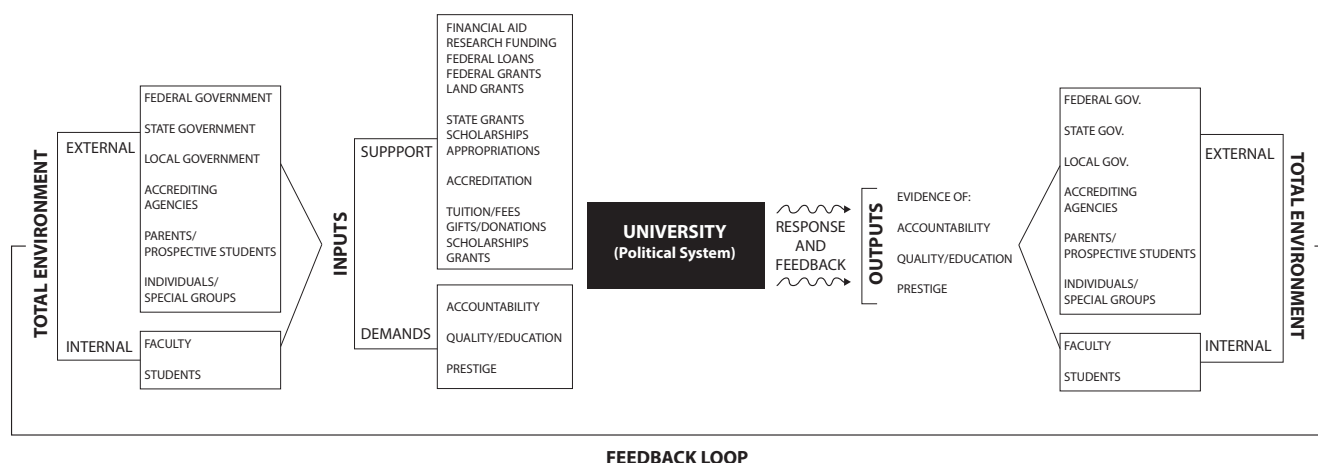 TOTAL ENVIRONMENT
EXTERNAL
FEDERAL GOVERNMENT
STATE GOVERNMENT
LOCAL GOVERNMENT
ACCREDITING
AGENCIES
PARENTS/
PROSPECTIVE STUDENTS
INDIVIDUALS/
SPECIAL GROUPS
INTERNAL
FACULTY
STUDENTS
INPUTS
SUPPPORT
FINANCIAL AID
RESEARCH FUNDING
FEDERAL LOANS
FEDERAL GRANTS
LAND GRANTS
STATE GRANTS
SCHOLARSHIPS
APPROPRIATIONS
ACCREDITATION
TUITION/FEES
GIFTS/DONATIONS
SCHOLARSHIPS
GRANTS
DEMANDS
ACCOUNTABILITY
QUALITY/EDUCATION
PRESTIGE
UNIVERSITY
(Political System)
RESPONSE
AND
FEEDBACK
OUTPUTS
EVIDENCE OF:
ACCOUNTABILITY
QUALITY/EDUCATION
PRESTIGE
FEDERAL GOV.
STATE GOV.
LOCAL GOV.
ACCREDITING
AGENCIES
PARENTS/
PROSPECTIVE STUDENTS
INDIVIDUALS/
SPECIAL GROUPS
FACULTY
STUDENTS
EXTERNAL
INTERNAL
TOTAL ENVIRONMENT
FEEDBACK LOOP